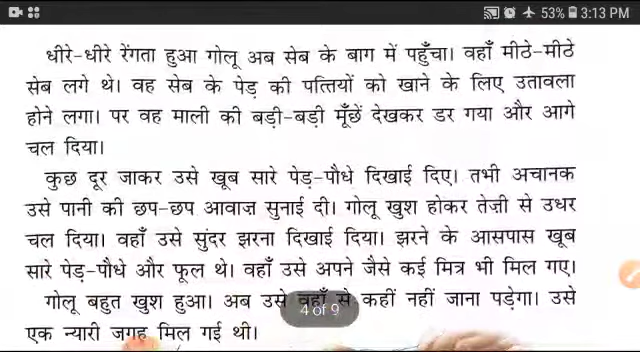 53% 3:13 PM
धीरे-धीरे रेंगता हुआ गोलू अब सेब के बाग में पहुँचा। वहाँ मीठे-मीठे
सेब लगे थे। वह सेब के पेड़ की पत्तियों को खाने के लिए उतावला
होने लगा। पर वह माली की बड़ी-बड़ी मूँछें देखकर डर गया और आगे
चल दिया।
कुछ दूर जाकर उसे खूब सारे पेड़-पौधे दिखाई दिए। तभी अचानक
उसे पानी की छप-छप आवाज़ सुनाई दी। गोलू खुश होकर तेज़ी से उधर
चल दिया। वहाँ उसे सुंदर झरना दिखाई दिया। झरने के आसपास खूब
सारे पेड़-पौधे और फूल थे। वहाँ उसे अपने जैसे कई मित्र भी मिल गए।
गोलू बहुत खुश हुआ। अब उसे वहाँ से कहीं नहीं जाना पड़ेगा। उसे
4 of 9
एक न्यारी जगह मिल गई थी।